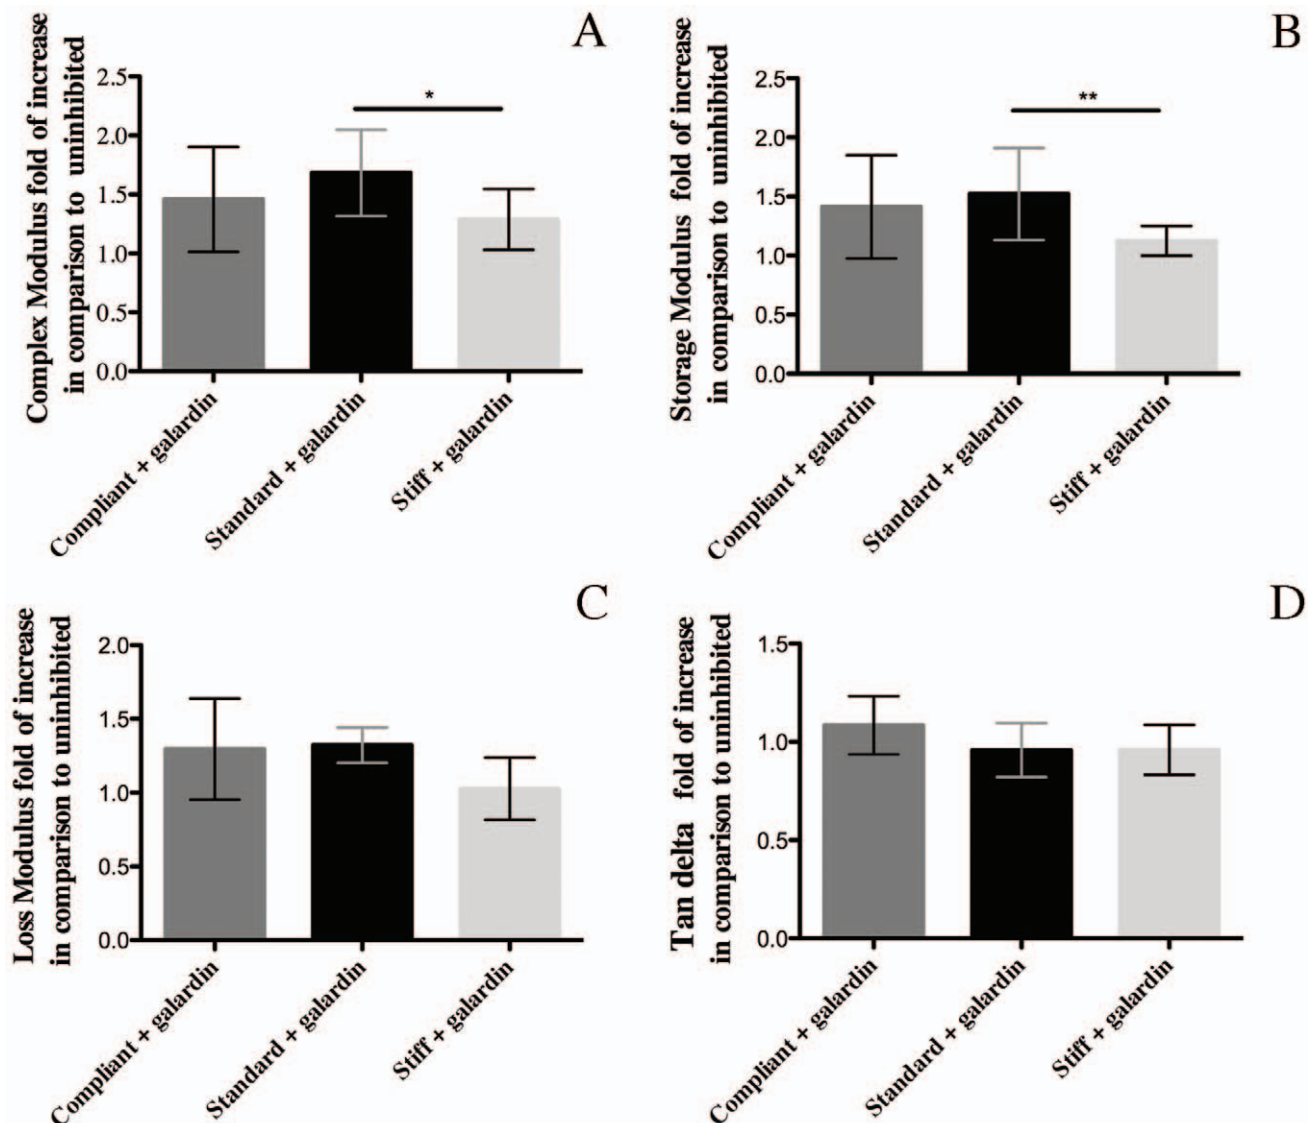 A
Complex Modulus fold of increase
in comparison to uninhibited
2.5
2.0
1.5
1.0
0.5
0.0
*
Compliant + galardin
Standard + galardin
Stiff + galardin
B
Storage Modulus fold of increase
in comparison to uninhibited
2.5
2.0
1.5
1.0
0.5
0.0
**
Compliant + galardin
Standard + galardin
Stiff + galardin
C
Loss Modulus fold of increase
in comparison to uninhibited
2.0
1.5
1.0
0.5
0.0
Compliant + galardin
Standard + galardin
Stiff + galardin
D
Tan delta fold of increase
in comparison to uninhibited
1.5
1.0
0.5
0.0
Compliant + galardin
Standard + galardin
Stiff + galardin